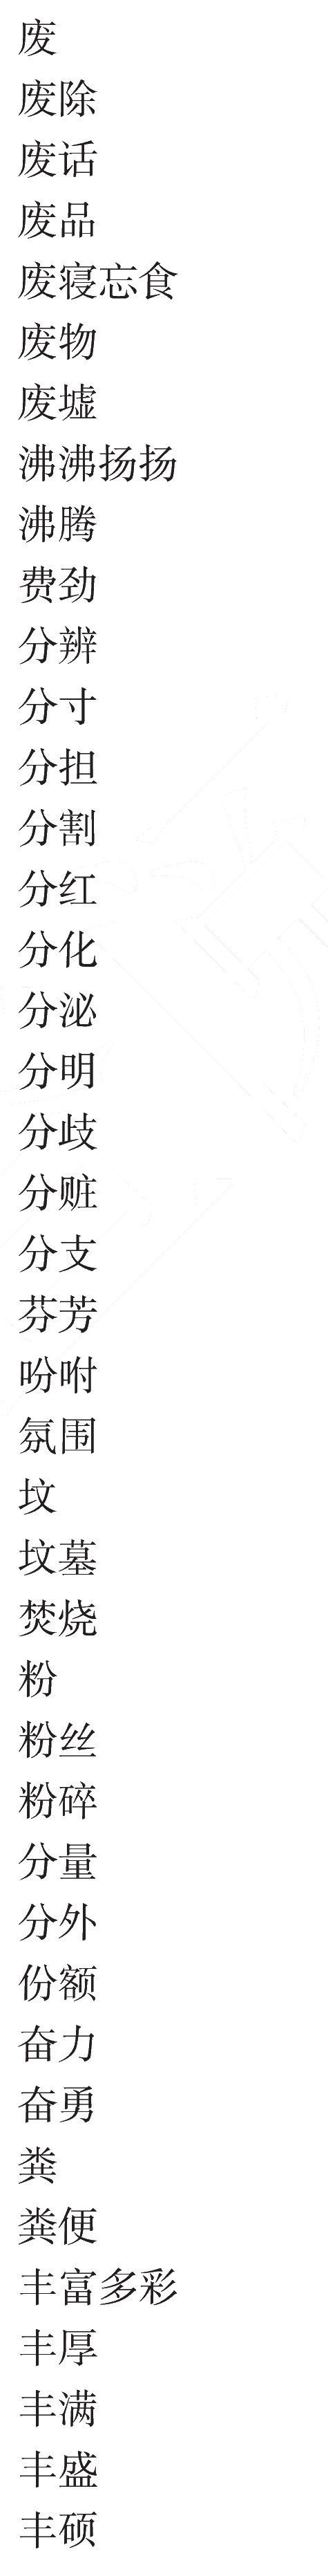 废
废除
废话
废品
废寝忘食
废物
废墟
沸沸扬扬
沸腾
费劲
分辨
分寸
分担
分割
分红
分化
分泌
分明
分歧
分赃
分支
芬芳
吩咐
氛围
坟
坟墓
焚烧
粉
粉丝
粉碎
分量
分外
份额
奋力
奋勇
粪
粪便
丰富多彩
丰厚
丰满
丰盛
丰硕